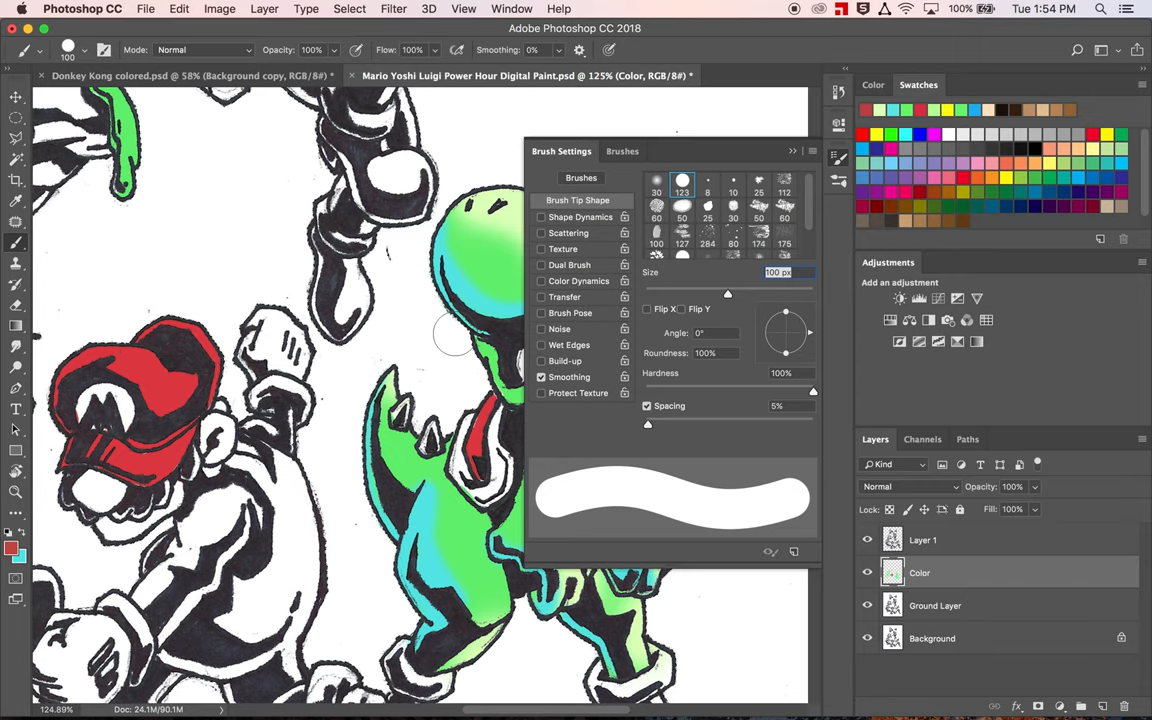 Photoshop CC File Edit Image Layer Type Select Filter 3D View Window Help 100% Tue 1:54 PM
Adobe Photoshop CC 2018
100 Mode: Normal Opacity: 100% Flow: 100% Smoothing: 0%
Donkey Kong colored.psd @ 58% (Background copy, RGB/8#) * Mario Yoshi Luigi Power Hour Digital Paint.psd @ 125% (Color, RGB/8#) *
Color Swatches
Brush Settings Brushes
Brushes
30 123 8 10 25 112
Brush Tip Shape
Shape Dynamics
60 50 25 30 50 60
Scattering
100 127 284 80 174 175
Texture
Dual Brush
Size 100 px
Color Dynamics
Transfer
Flip X Flip Y
Brush Pose
Noise
Angle: 0°
Wet Edges
Roundness: 100%
Build-up
Hardness 100%
Smoothing
Protect Texture
Spacing 5%
Adjustments
Add an adjustment
Layers Channels Paths
Kind
Normal Opacity: 100%
Lock: Fill: 100%
Layer 1
Color
Ground Layer
Background
124.89% Doc: 24.1M/90.1M